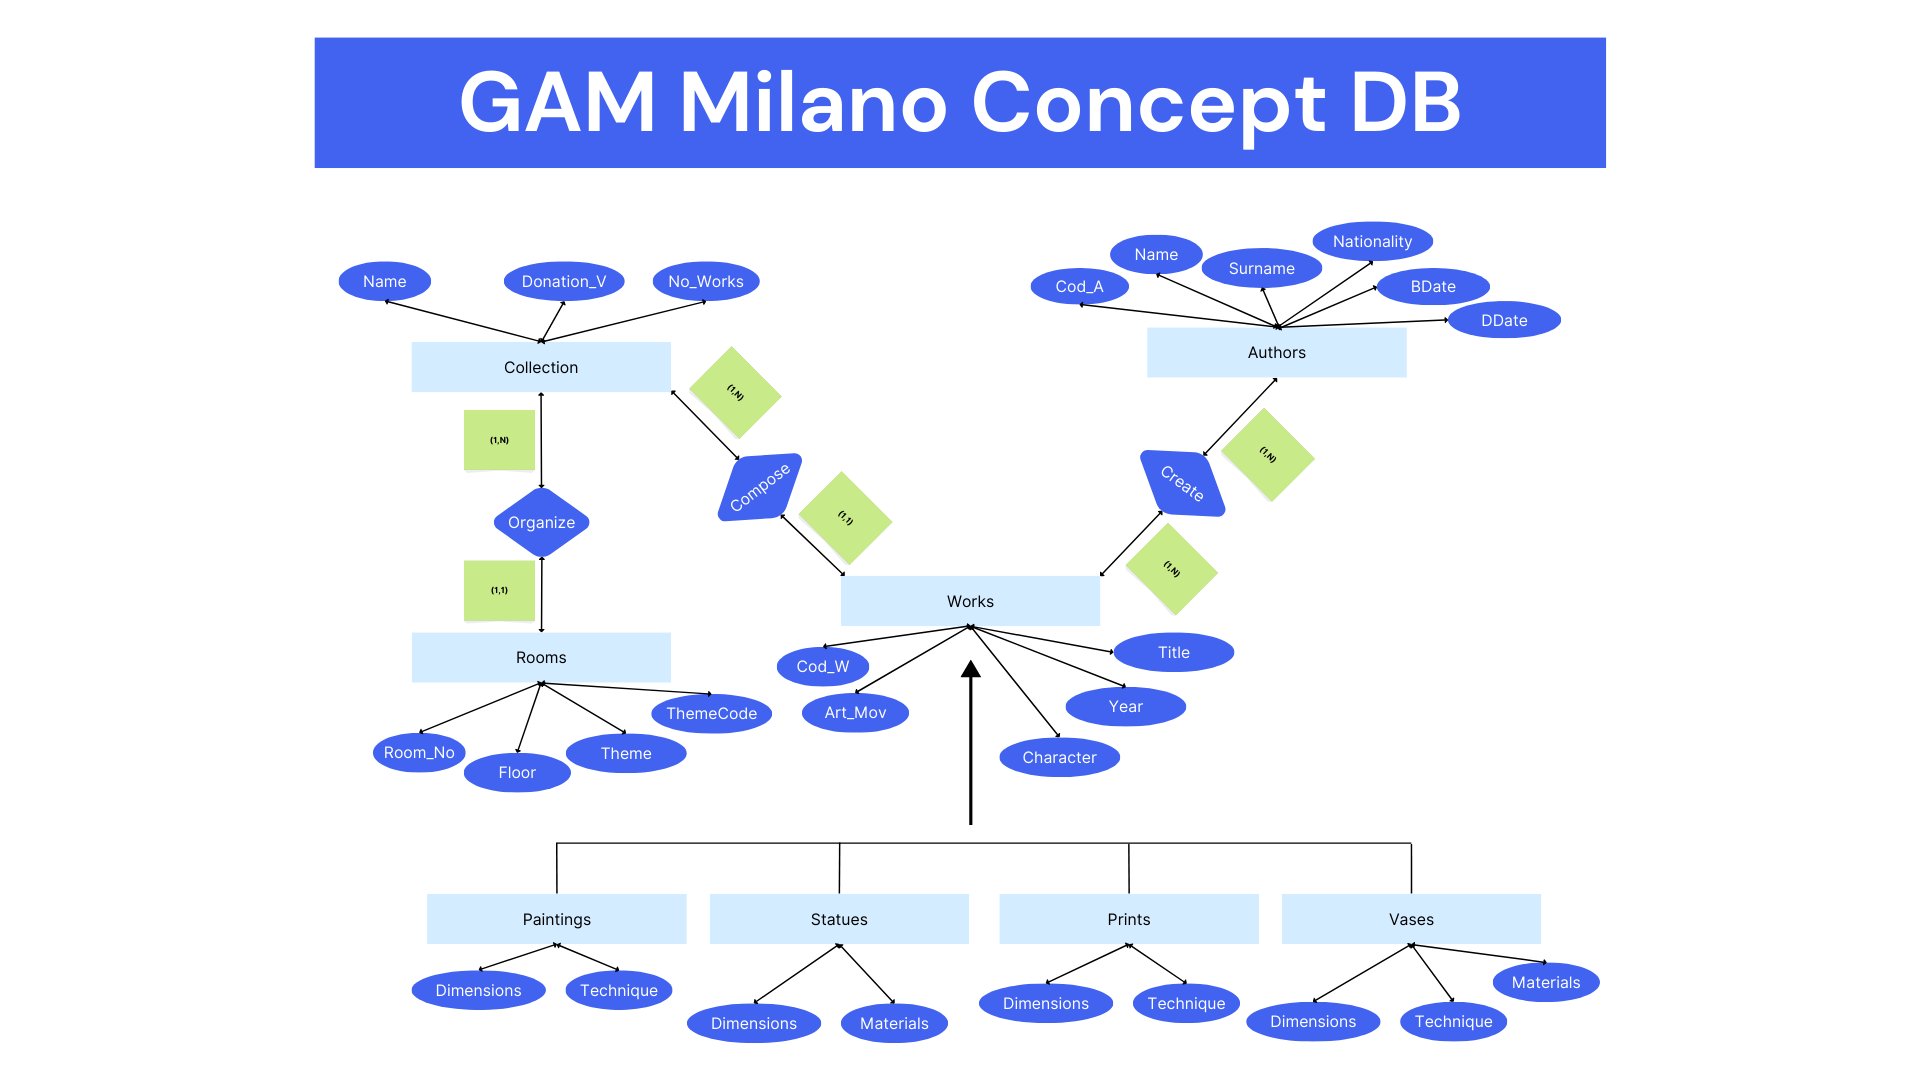 GAM Milano Concept DB
Name
Donation_V
No_Works
Collection
(1,N)
Organize
(1,1)
Rooms
Room_No
Floor
Theme
ThemeCode
(1,N)
Compose
(1,1)
Cod_A
Name
Surname
Nationality
BDate
DDate
Authors
(1,N)
Create
(1,N)
Works
Cod_W
Art_Mov
Character
Year
Title
Paintings
Dimensions
Technique
Statues
Dimensions
Materials
Prints
Dimensions
Technique
Vases
Dimensions
Technique
Materials